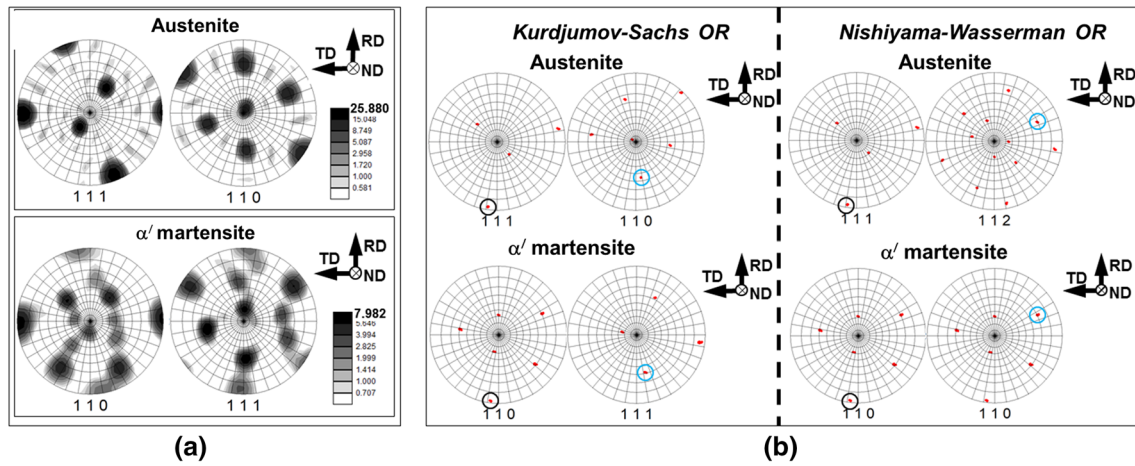 Austenite
RD
TD
ND
25.880
15.048
8.749
5.087
2.958
1.720
1.000
0.581
1 1 1
1 1 0
α′ martensite
RD
TD
ND
7.982
5.646
3.994
2.825
1.999
1.414
1.000
0.707
1 1 0
1 1 1
(a)
Kurdjumov-Sachs OR
Austenite
RD
TD
ND
1 1 1
1 1 0
α′ martensite
RD
TD
ND
1 1 0
1 1 1
Nishiyama-Wasserman OR
Austenite
RD
TD
ND
1 1 1
1 1 2
α′ martensite
RD
TD
ND
1 1 0
1 1 0
(b)